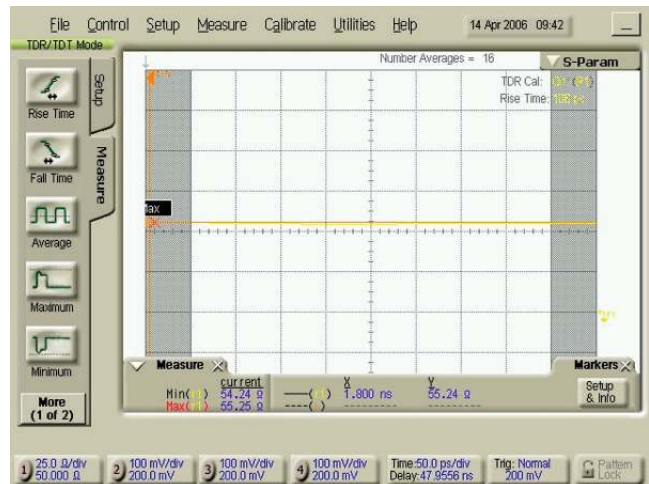 File Control Setup Measure Calibrate Utilities Help 14 Apr 2006 09:42
TDR/TDT Mode
Number Averages = 16
S-Param
TDR Cal:
Rise Time:
Setup
Measure
Rise Time
Fall Time
Average
Maximum
Minimum
More
(1 of 2)
Measure
current X Y
Min( ) 54.24 Ω ( ) 1.800 ns 55.24 Ω
Max( ) 55.25 Ω ----( ) ---- ----
Markers
Setup
& Info
1) 25.0 Ω/div
50.000 Ω
2) 100 mV/div
200.0 mV
3) 100 mV/div
200.0 mV
4) 100 mV/div
200.0 mV
Time:50.0 ps/div
Delay:47.9556 ns
Trig: Normal
200 mV
Pattern
Lock